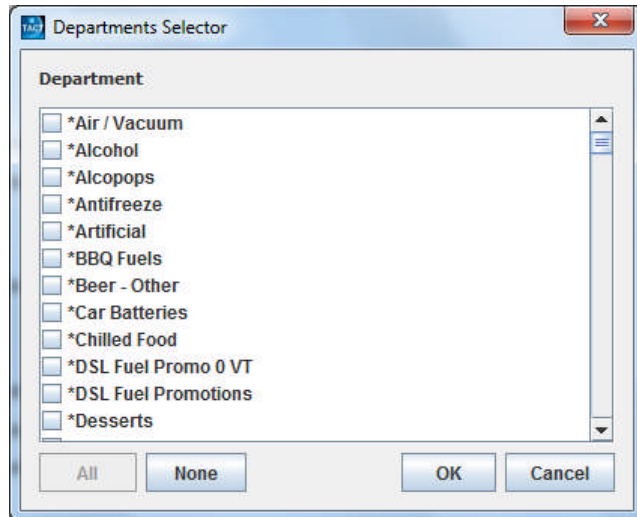 TACT Departments Selector
Department
*Air / Vacuum
*Alcohol
*Alcopops
*Antifreeze
*Artificial
*BBQ Fuels
*Beer - Other
*Car Batteries
*Chilled Food
*DSL Fuel Promo 0 VT
*DSL Fuel Promotions
*Desserts
All None OK Cancel